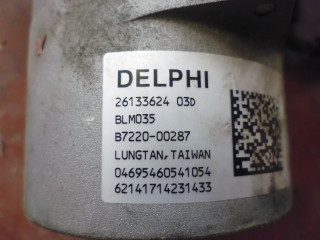 DELPHI
26133624 03D
BLM035
B7220-00287
LUNGTAN, TAIWAN
04695460541054
62141714231433